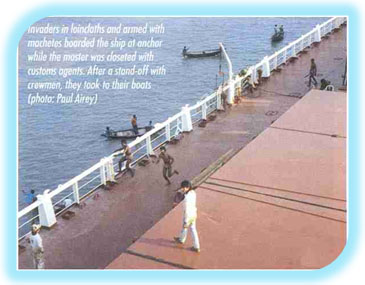 Invaders in loincloths and armed with
machetes boarded the ship at anchor
while the master was closeted with
customs agents. After a stand-off with
crewmen, they took to their boats
(photo: Paul Airey)